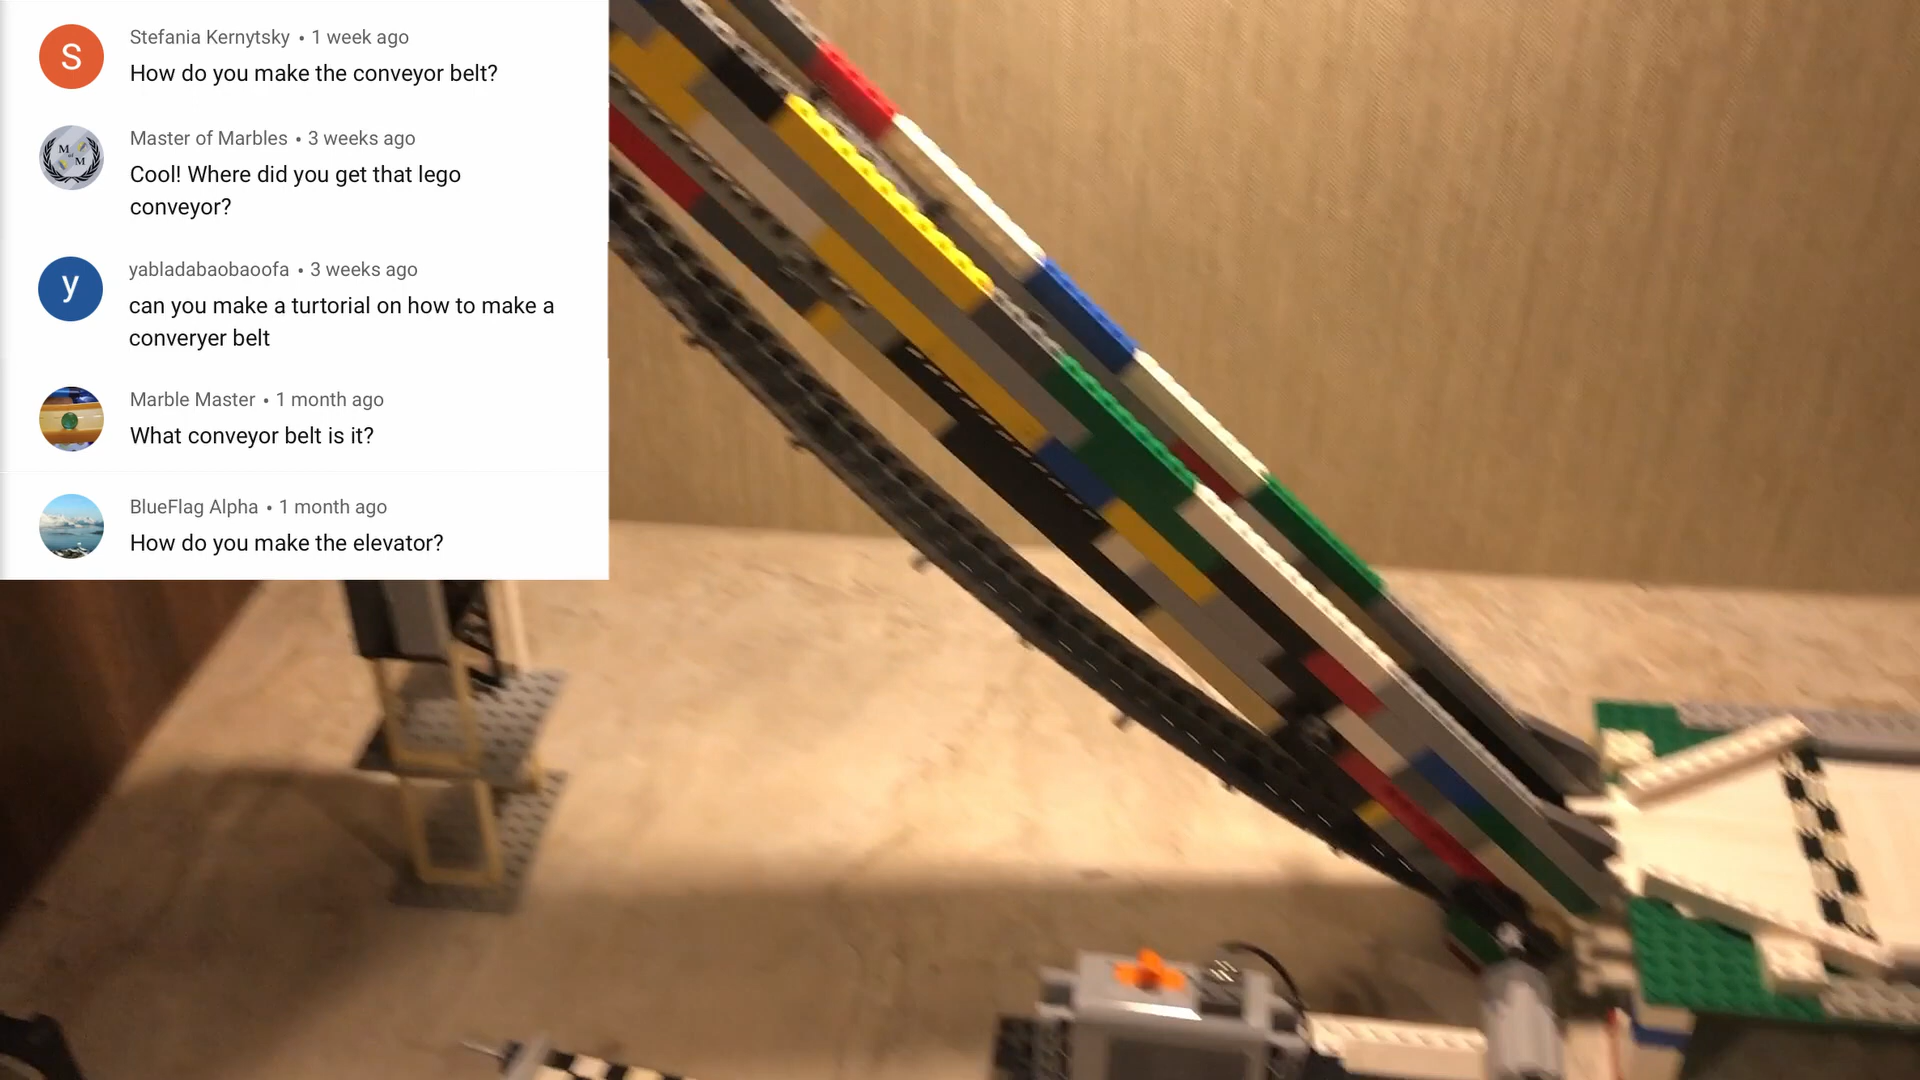 S
Stefania Kernytsky • 1 week ago
How do you make the conveyor belt?
M of M
Master of Marbles • 3 weeks ago
Cool! Where did you get that lego
conveyor?
y
yabladabaobaoofa • 3 weeks ago
can you make a turtorial on how to make a
converyer belt
Marble Master • 1 month ago
What conveyor belt is it?
BlueFlag Alpha • 1 month ago
How do you make the elevator?